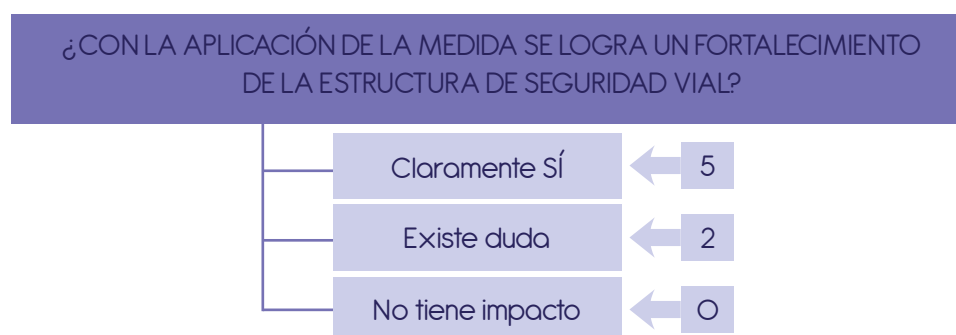 ¿CON LA APLICACIÓN DE LA MEDIDA SE LOGRA UN FORTALECIMIENTO
DE LA ESTRUCTURA DE SEGURIDAD VIAL?
Claramente SÍ 5
Existe duda 2
No tiene impacto 0